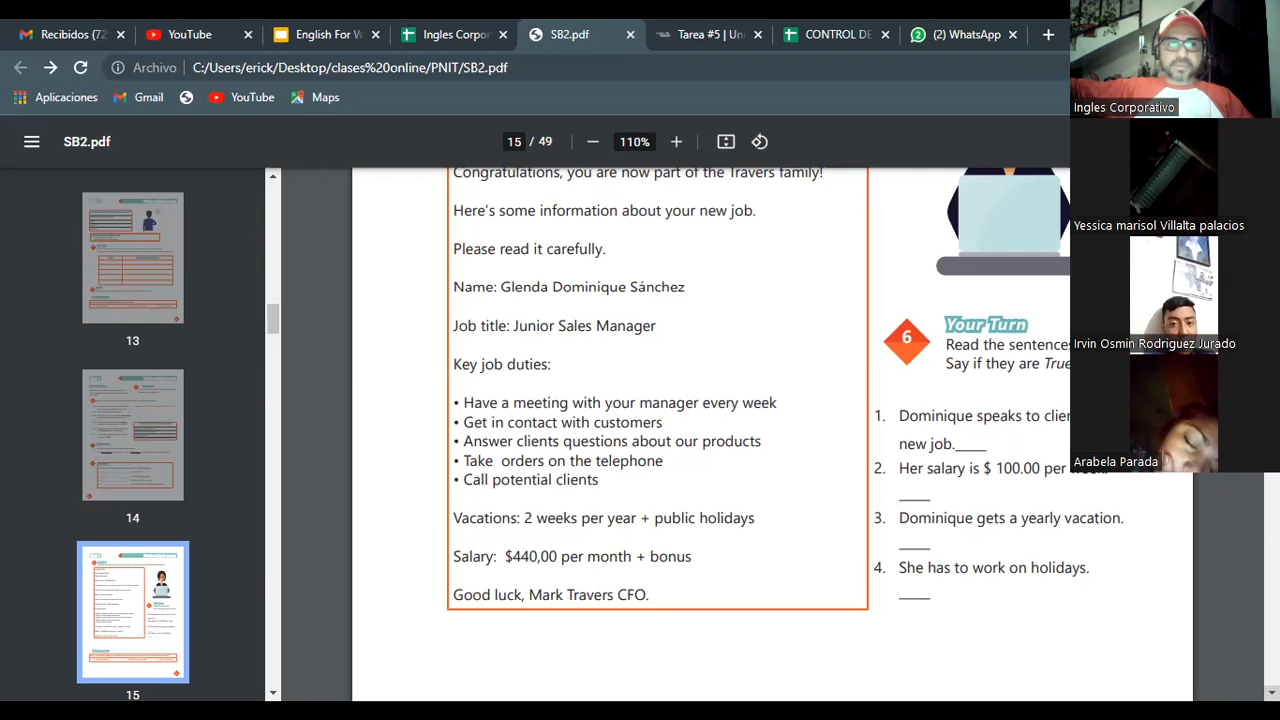 Recibidos (72
YouTube
English For W
Ingles Corpor
SB2.pdf
Tarea #5 | Un
CONTROL DE
(2) WhatsApp
Archivo
C:/Users/erick/Desktop/clases%20online/PNIT/SB2.pdf
Aplicaciones
Gmail
YouTube
Maps
SB2.pdf
15 / 49
110%
13
14
15
Congratulations, you are now part of the Travers family!
Here's some information about your new job.
Please read it carefully.
Name: Glenda Dominique Sánchez
Job title: Junior Sales Manager
Key job duties:
• Have a meeting with your manager every week
• Get in contact with customers
• Answer clients questions about our products
• Take orders on the telephone
• Call potential clients
Vacations: 2 weeks per year + public holidays
Salary: $440.00 per month + bonus
Good luck, Mark Travers CFO.
6
Your Turn
Read the sentences
Say if they are True
1. Dominique speaks to clie
new job.____
2. Her salary is $ 100.00 per
____
3. Dominique gets a yearly vacation.
____
4. She has to work on holidays.
____
Ingles Corporativo
Yessica marisol Villalta palacios
Irvin Osmin Rodriguez Jurado
Arabela Parada